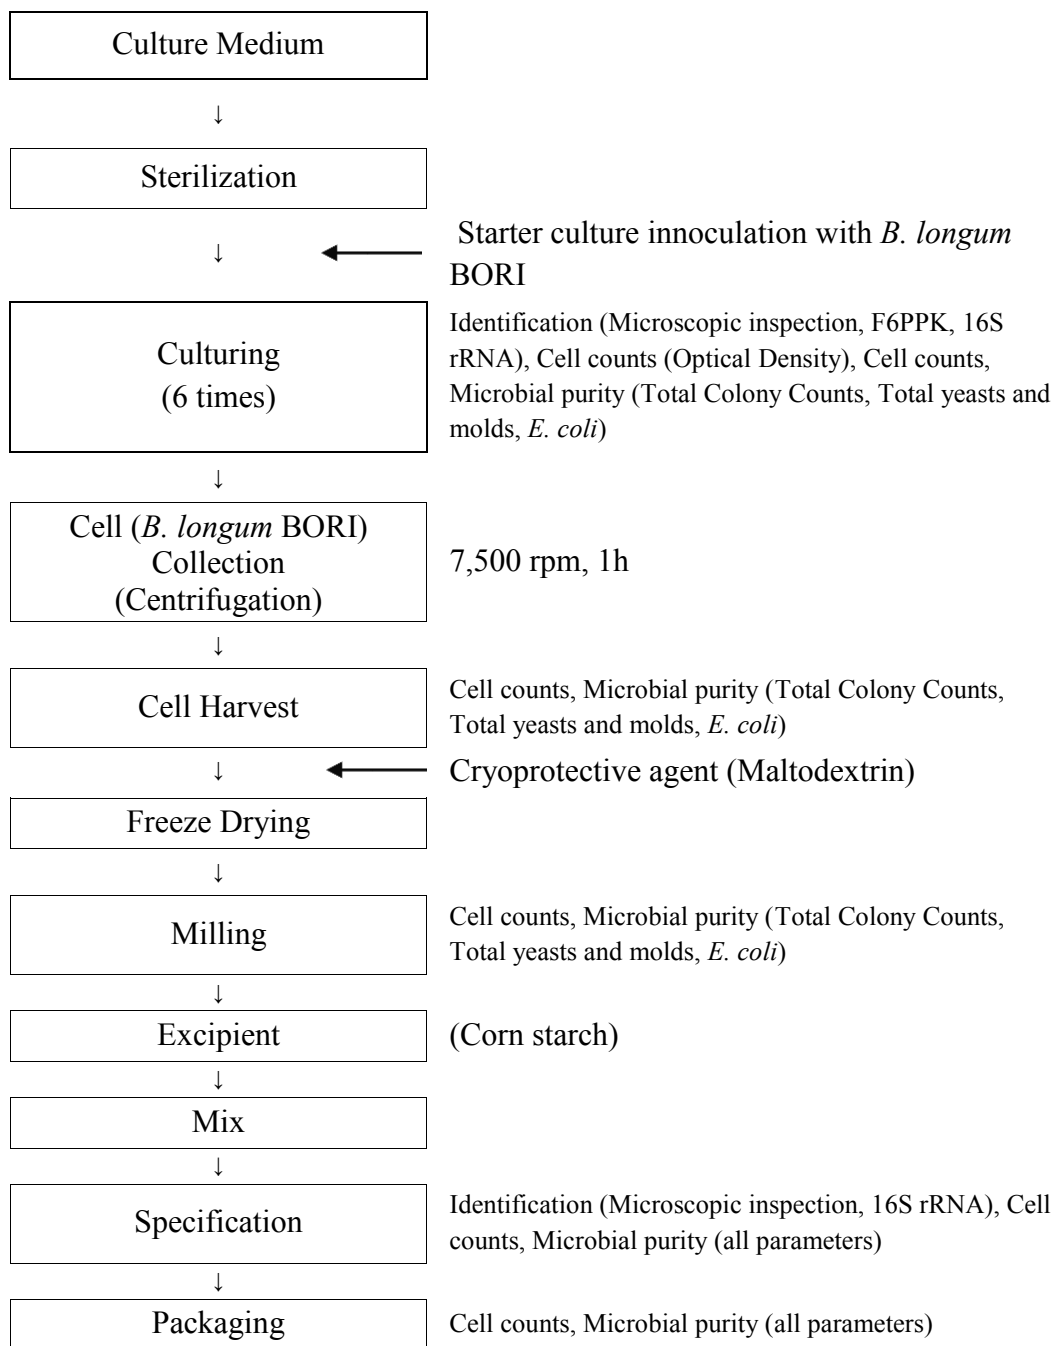 Culture Medium
↓
Sterilization
↓
Starter culture innoculation with B. longum
BORI
Culturing
(6 times)
Identification (Microscopic inspection, F6PPK, 16S
rRNA), Cell counts (Optical Density), Cell counts,
Microbial purity (Total Colony Counts, Total yeasts and
molds, E. coli)
↓
Cell (B. longum BORI)
Collection
(Centrifugation)
7,500 rpm, 1h
↓
Cell Harvest
Cell counts, Microbial purity (Total Colony Counts,
Total yeasts and molds, E. coli)
↓
Cryoprotective agent (Maltodextrin)
Freeze Drying
↓
Milling
Cell counts, Microbial purity (Total Colony Counts,
Total yeasts and molds, E. coli)
↓
Excipient
(Corn starch)
↓
Mix
↓
Specification
Identification (Microscopic inspection, 16S rRNA), Cell
counts, Microbial purity (all parameters)
↓
Packaging
Cell counts, Microbial purity (all parameters)